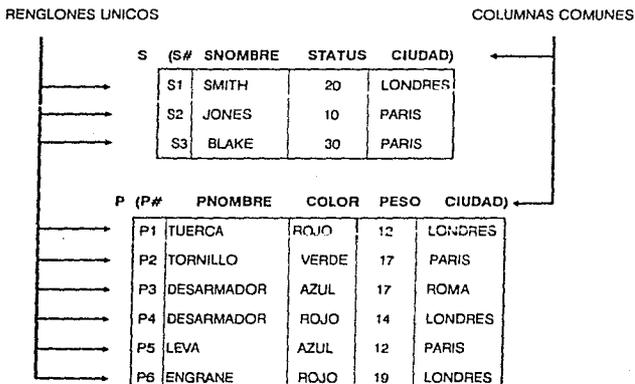 RENGLONES UNICOS COLUMNAS COMUNES
S (S# SNOMBRE STATUS CIUDAD)
S1 SMITH 20 LONDRES
S2 JONES 10 PARIS
S3 BLAKE 30 PARIS
P (P# PNOMBRE COLOR PESO CIUDAD)
P1 TUERCA ROJO 12 LONDRES
P2 TORNILLO VERDE 17 PARIS
P3 DESARMADOR AZUL 17 ROMA
P4 DESARMADOR ROJO 14 LONDRES
P5 LEVA AZUL 12 PARIS
P6 ENGRANE ROJO 19 LONDRES